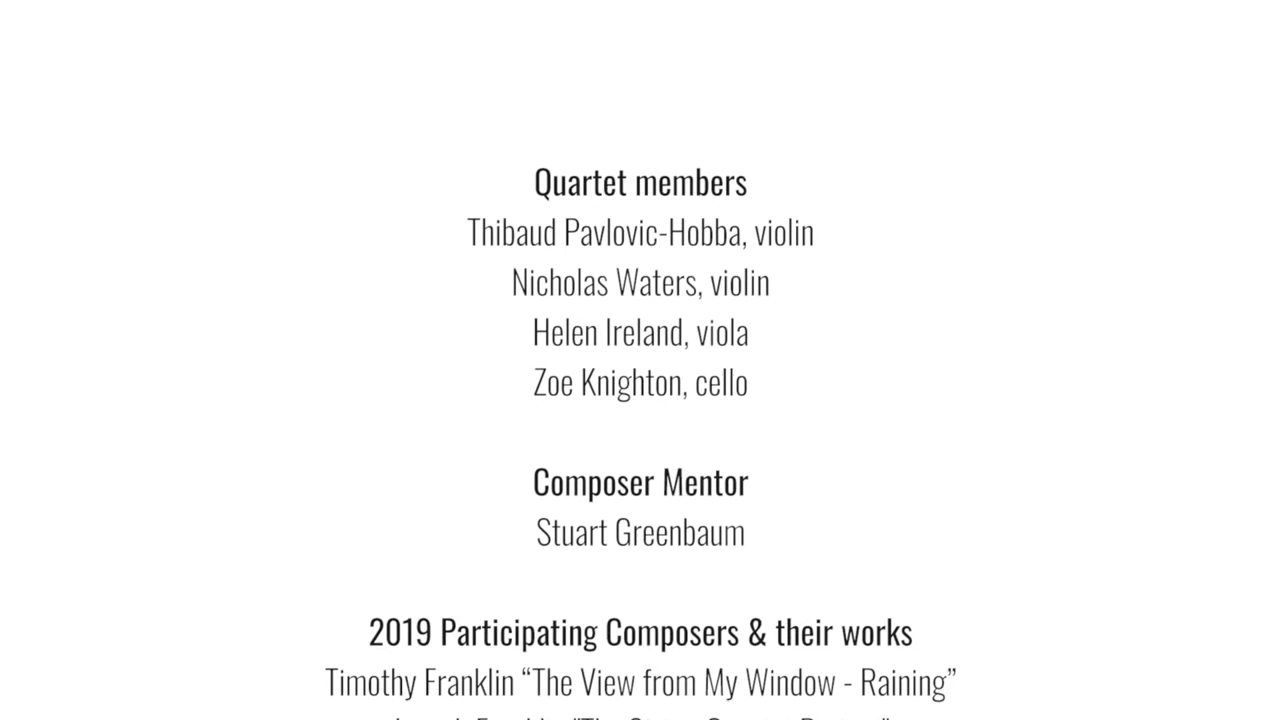 Quartet members
Thibaud Pavlovic-Hobba, violin
Nicholas Waters, violin
Helen Ireland, viola
Zoe Knighton, cello
Composer Mentor
Stuart Greenbaum
2019 Participating Composers & their works
Timothy Franklin “The View from My Window - Raining”